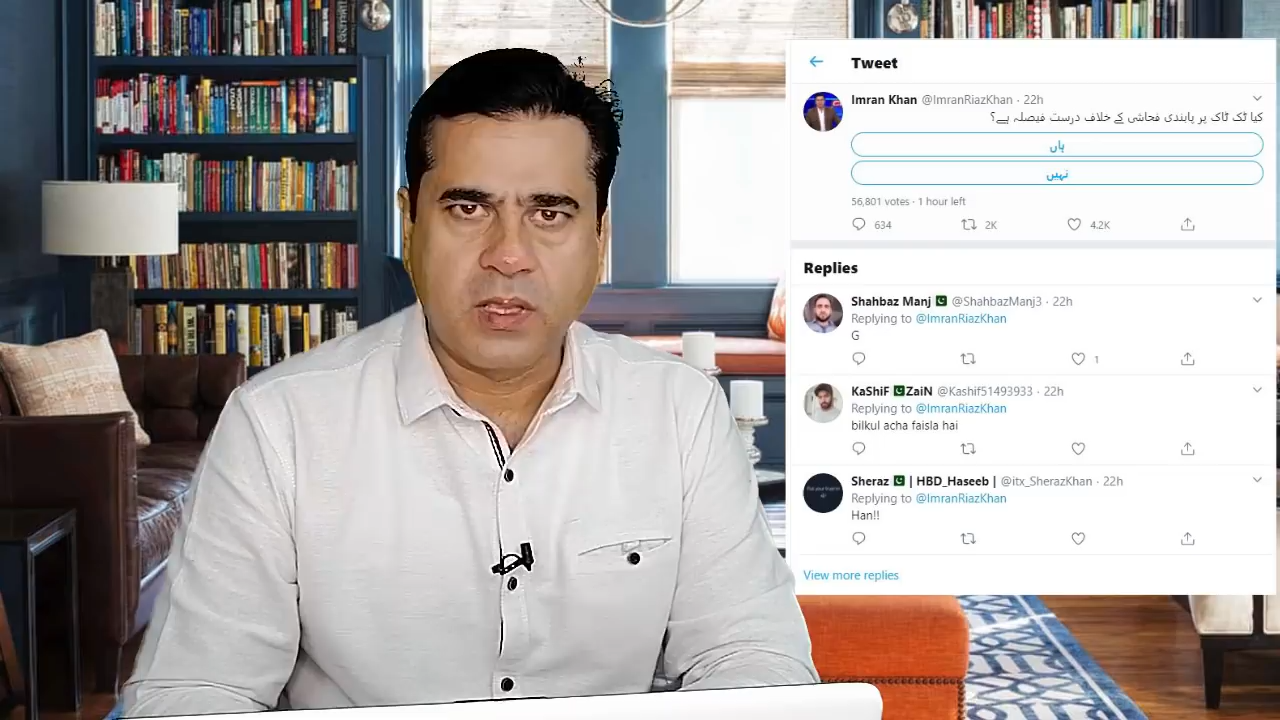 Tweet
Imran Khan @ImranRiazKhan · 22h
کیا ٹک ٹاک پر پابندی فحاشی کے خلاف درست فیصلہ ہے؟
ہاں
نہیں
56,801 votes · 1 hour left
634 2K 4.2K
Replies
Shahbaz Manj 🇵🇰 @ShahbazManj3 · 22h
Replying to @ImranRiazKhan
G
1
KaShiF 🇵🇰ZaiN @Kashif51493933 · 22h
Replying to @ImranRiazKhan
bilkul acha faisla hai
Sheraz 🇵🇰 | HBD_Haseeb | @itx_SherazKhan · 22h
Replying to @ImranRiazKhan
Han!!
View more replies